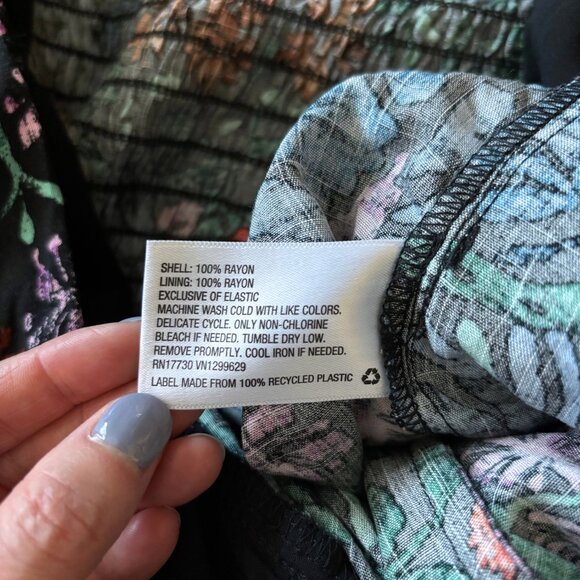 SHELL: 100% RAYON
LINING: 100% RAYON
EXCLUSIVE OF ELASTIC
MACHINE WASH COLD WITH LIKE COLORS.
DELICATE CYCLE. ONLY NON-CHLORINE
BLEACH IF NEEDED. TUMBLE DRY LOW.
REMOVE PROMPTLY. COOL IRON IF NEEDED.
RN17730 VN1299629
LABEL MADE FROM 100% RECYCLED PLASTIC